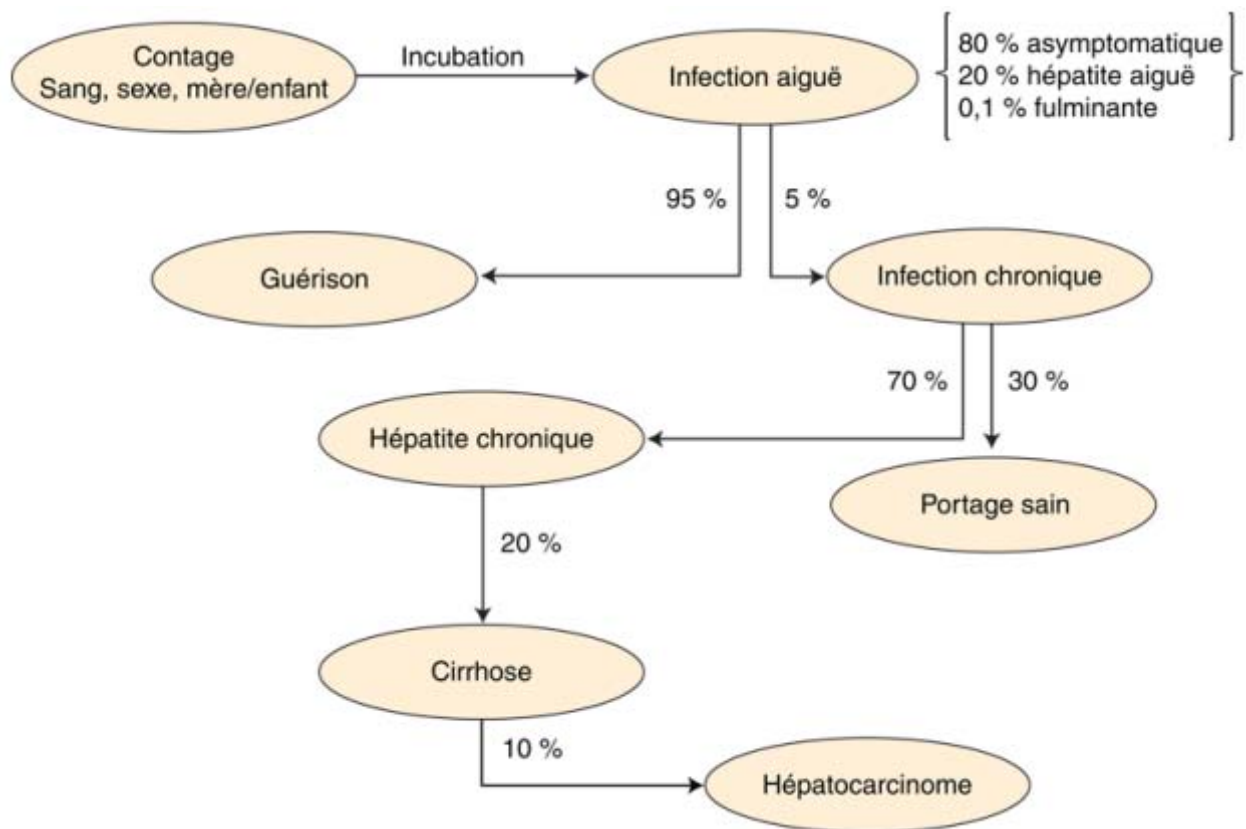 Contage
Sang, sexe, mère/enfant
Incubation
Infection aiguë
80 % asymptomatique
20 % hépatite aiguë
0,1 % fulminante
95 %
5 %
Guérison
Infection chronique
70 %
30 %
Hépatite chronique
Portage sain
20 %
Cirrhose
10 %
Hépatocarcinome